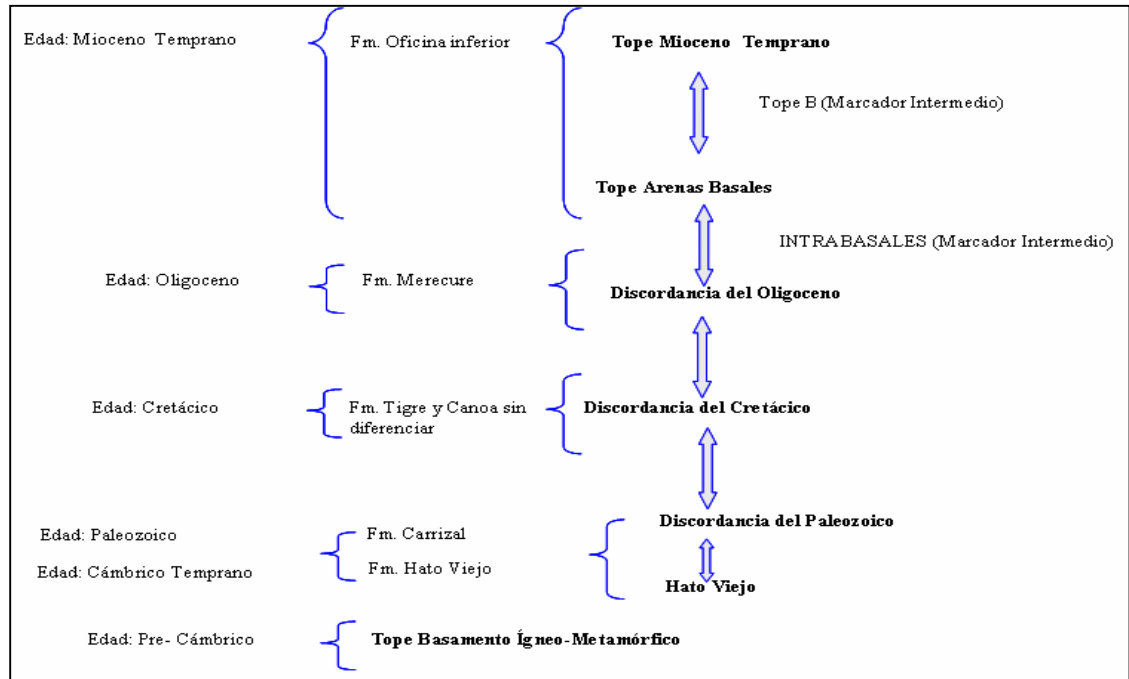 Edad: Mioceno Temprano
Fm. Oficina inferior
Tope Mioceno Temprano
Tope B (Marcador Intermedio)
Tope Arenas Basales
INTRABASALES (Marcador Intermedio)
Edad: Oligoceno
Fm. Merecure
Discordancia del Oligoceno
Edad: Cretácico
Fm. Tigre y Canoa sin
diferenciar
Discordancia del Cretácico
Discordancia del Paleozoico
Edad: Paleozoico
Fm. Carrizal
Edad: Cámbrico Temprano
Fm. Hato Viejo
Hato Viejo
Edad: Pre- Cámbrico
Tope Basamento Ígneo-Metamórfico